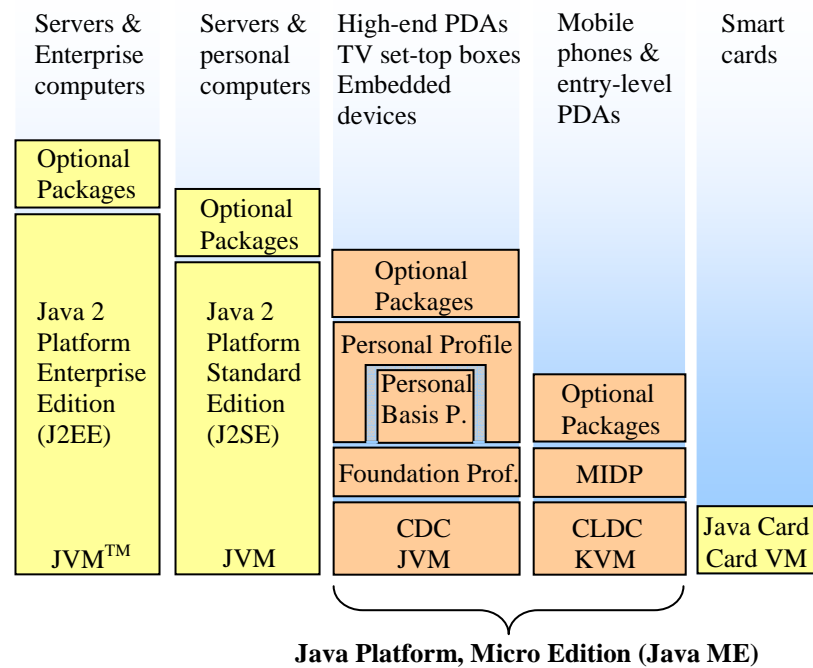 Servers &
Enterprise
computers
Servers &
personal
computers
High-end PDAs
TV set-top boxes
Embedded
devices
Mobile
phones &
entry-level
PDAs
Smart
cards
Optional
Packages
Java 2
Platform
Enterprise
Edition
(J2EE)
JVM™
Optional
Packages
Java 2
Platform
Standard
Edition
(J2SE)
JVM
Optional
Packages
Personal Profile
Personal
Basis P.
Foundation Prof.
CDC
JVM
Optional
Packages
MIDP
CLDC
KVM
Java Card
Card VM
Java Platform, Micro Edition (Java ME)